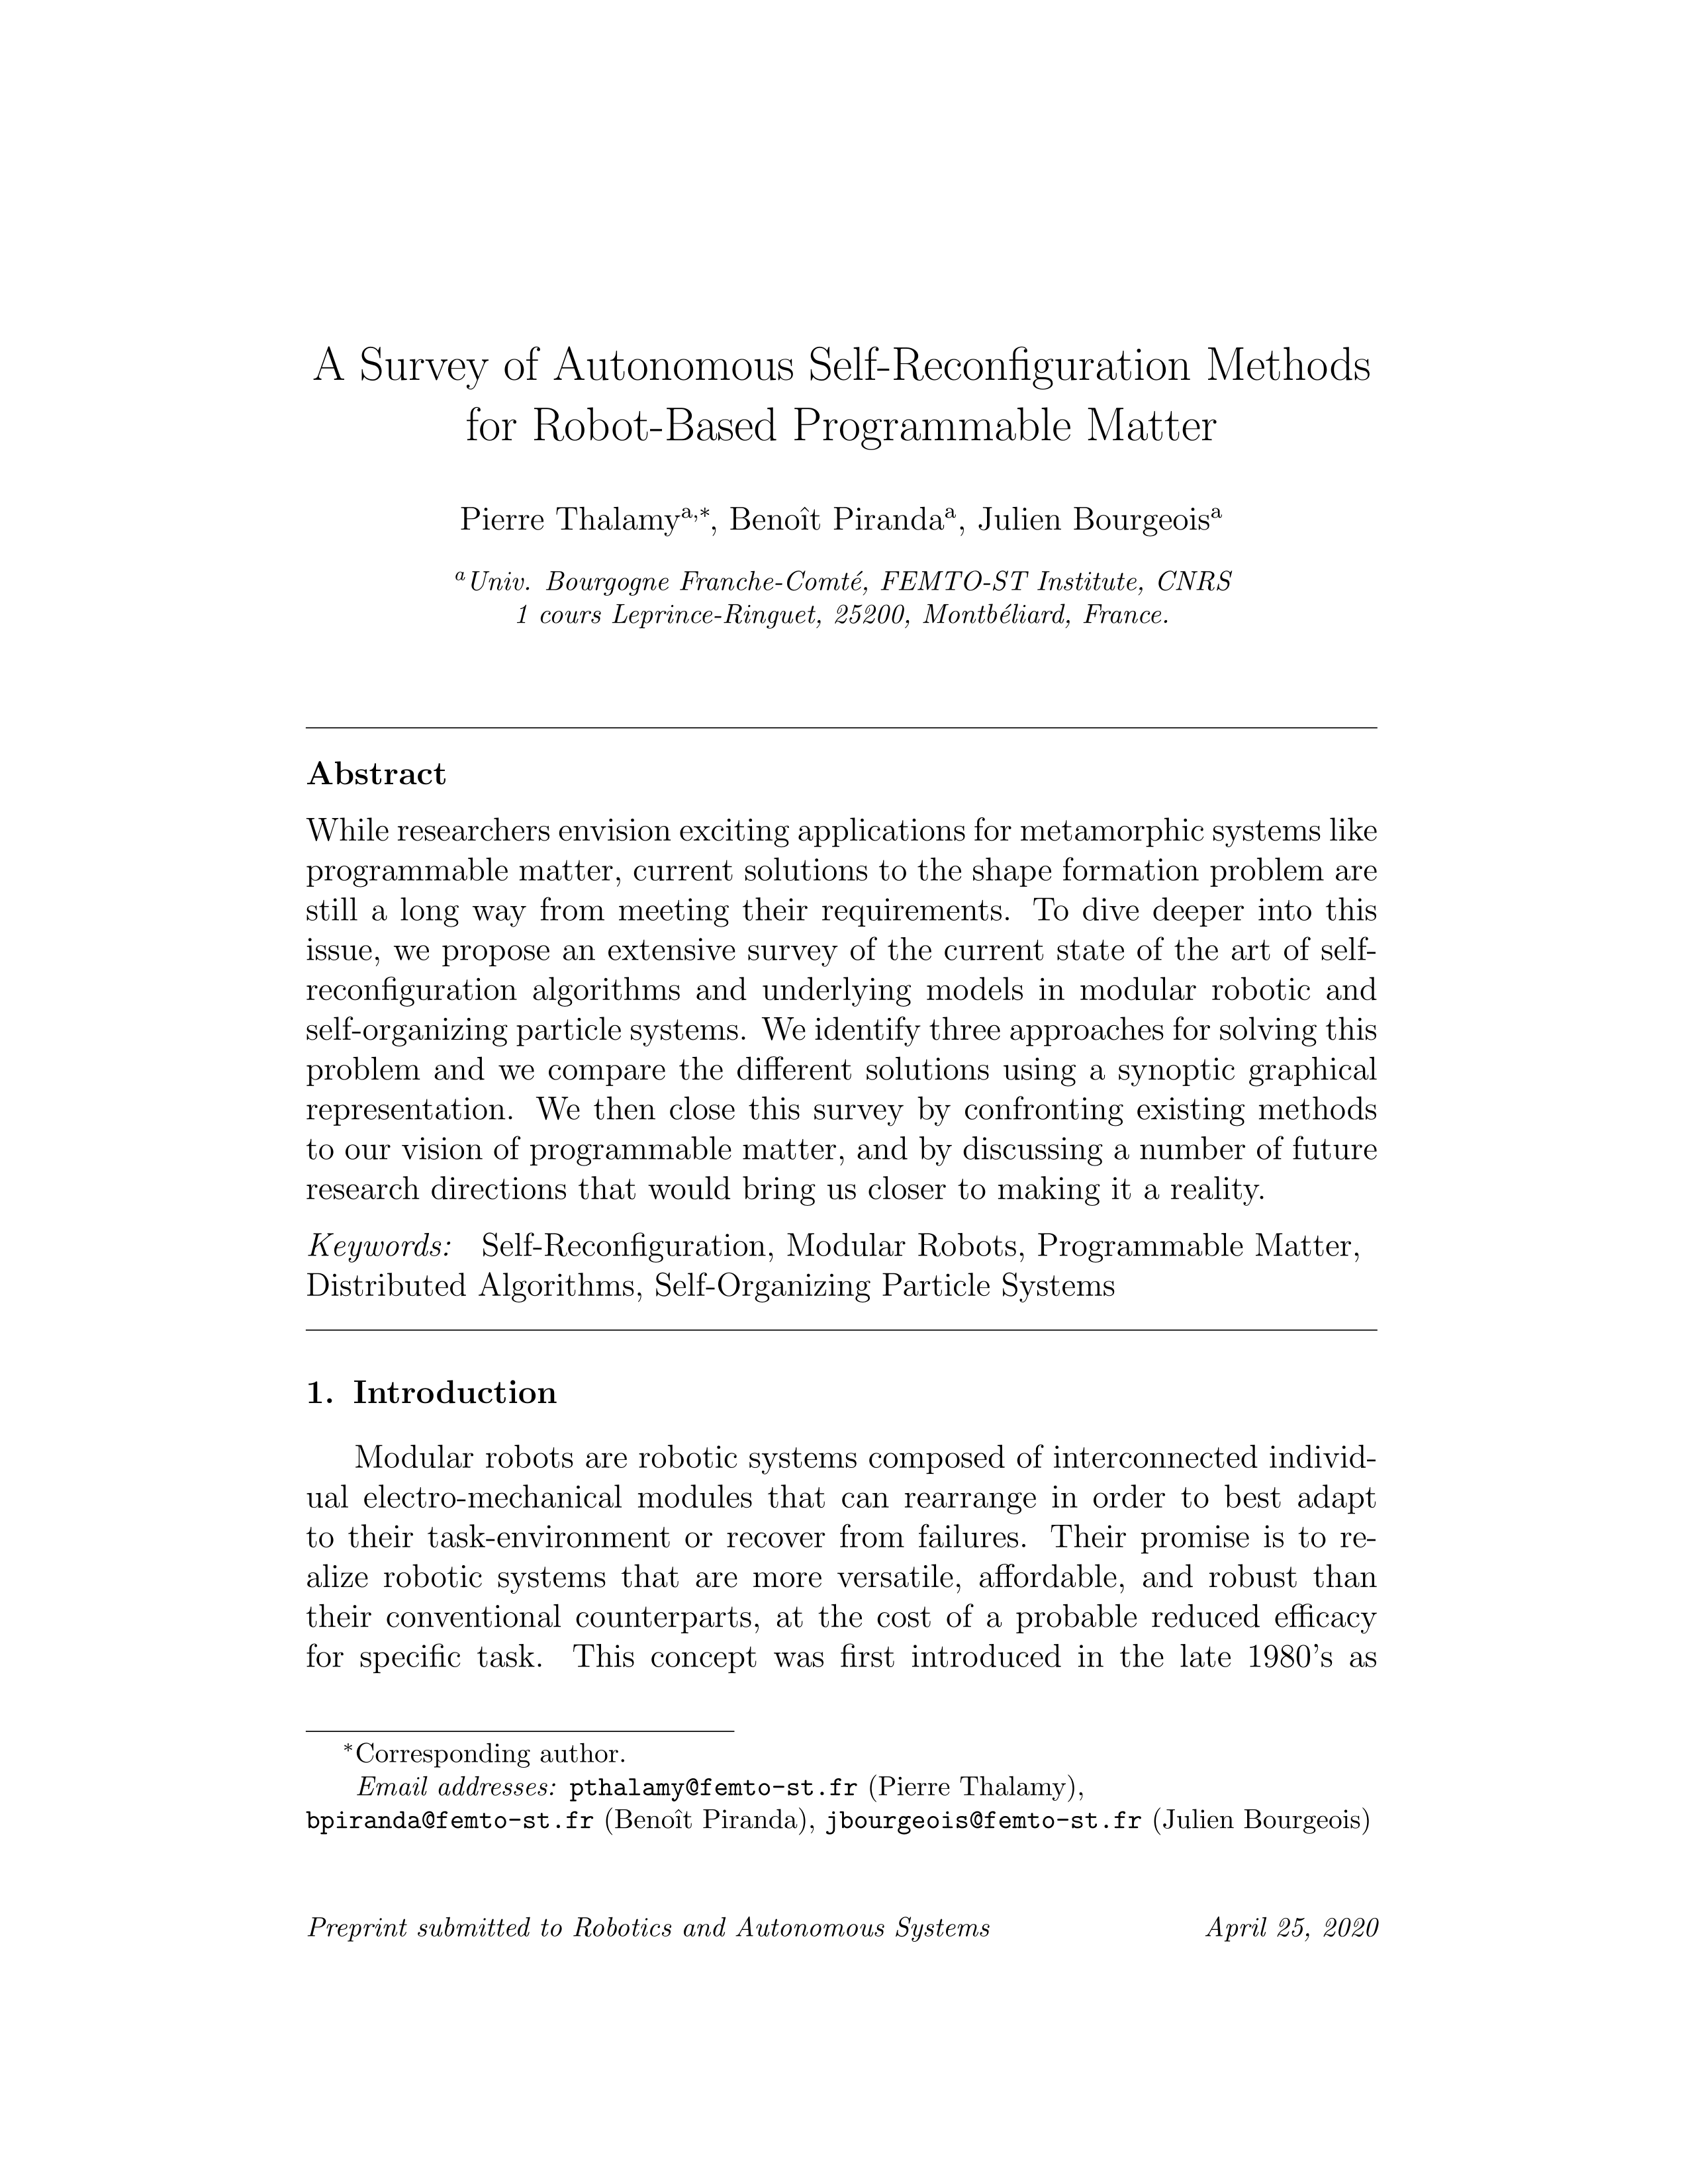 A Survey of Autonomous Self-Reconfiguration Methods
for Robot-Based Programmable Matter
Pierre Thalamy^a,∗, Benoît Piranda^a, Julien Bourgeois^a
^a Univ. Bourgogne Franche-Comté, FEMTO-ST Institute, CNRS
1 cours Leprince-Ringuet, 25200, Montbéliard, France.
Abstract
While researchers envision exciting applications for metamorphic systems like
programmable matter, current solutions to the shape formation problem are
still a long way from meeting their requirements. To dive deeper into this
issue, we propose an extensive survey of the current state of the art of self-
reconfiguration algorithms and underlying models in modular robotic and
self-organizing particle systems. We identify three approaches for solving this
problem and we compare the different solutions using a synoptic graphical
representation. We then close this survey by confronting existing methods
to our vision of programmable matter, and by discussing a number of future
research directions that would bring us closer to making it a reality.
Keywords: Self-Reconfiguration, Modular Robots, Programmable Matter,
Distributed Algorithms, Self-Organizing Particle Systems
1. Introduction
Modular robots are robotic systems composed of interconnected individ-
ual electro-mechanical modules that can rearrange in order to best adapt
to their task-environment or recover from failures. Their promise is to re-
alize robotic systems that are more versatile, affordable, and robust than
their conventional counterparts, at the cost of a probable reduced efficacy
for specific task. This concept was first introduced in the late 1980's as
∗Corresponding author.
Email addresses: pthalamy@femto-st.fr (Pierre Thalamy),
bpiranda@femto-st.fr (Benoît Piranda), jbourgeois@femto-st.fr (Julien Bourgeois)
Preprint submitted to Robotics and Autonomous Systems April 25, 2020